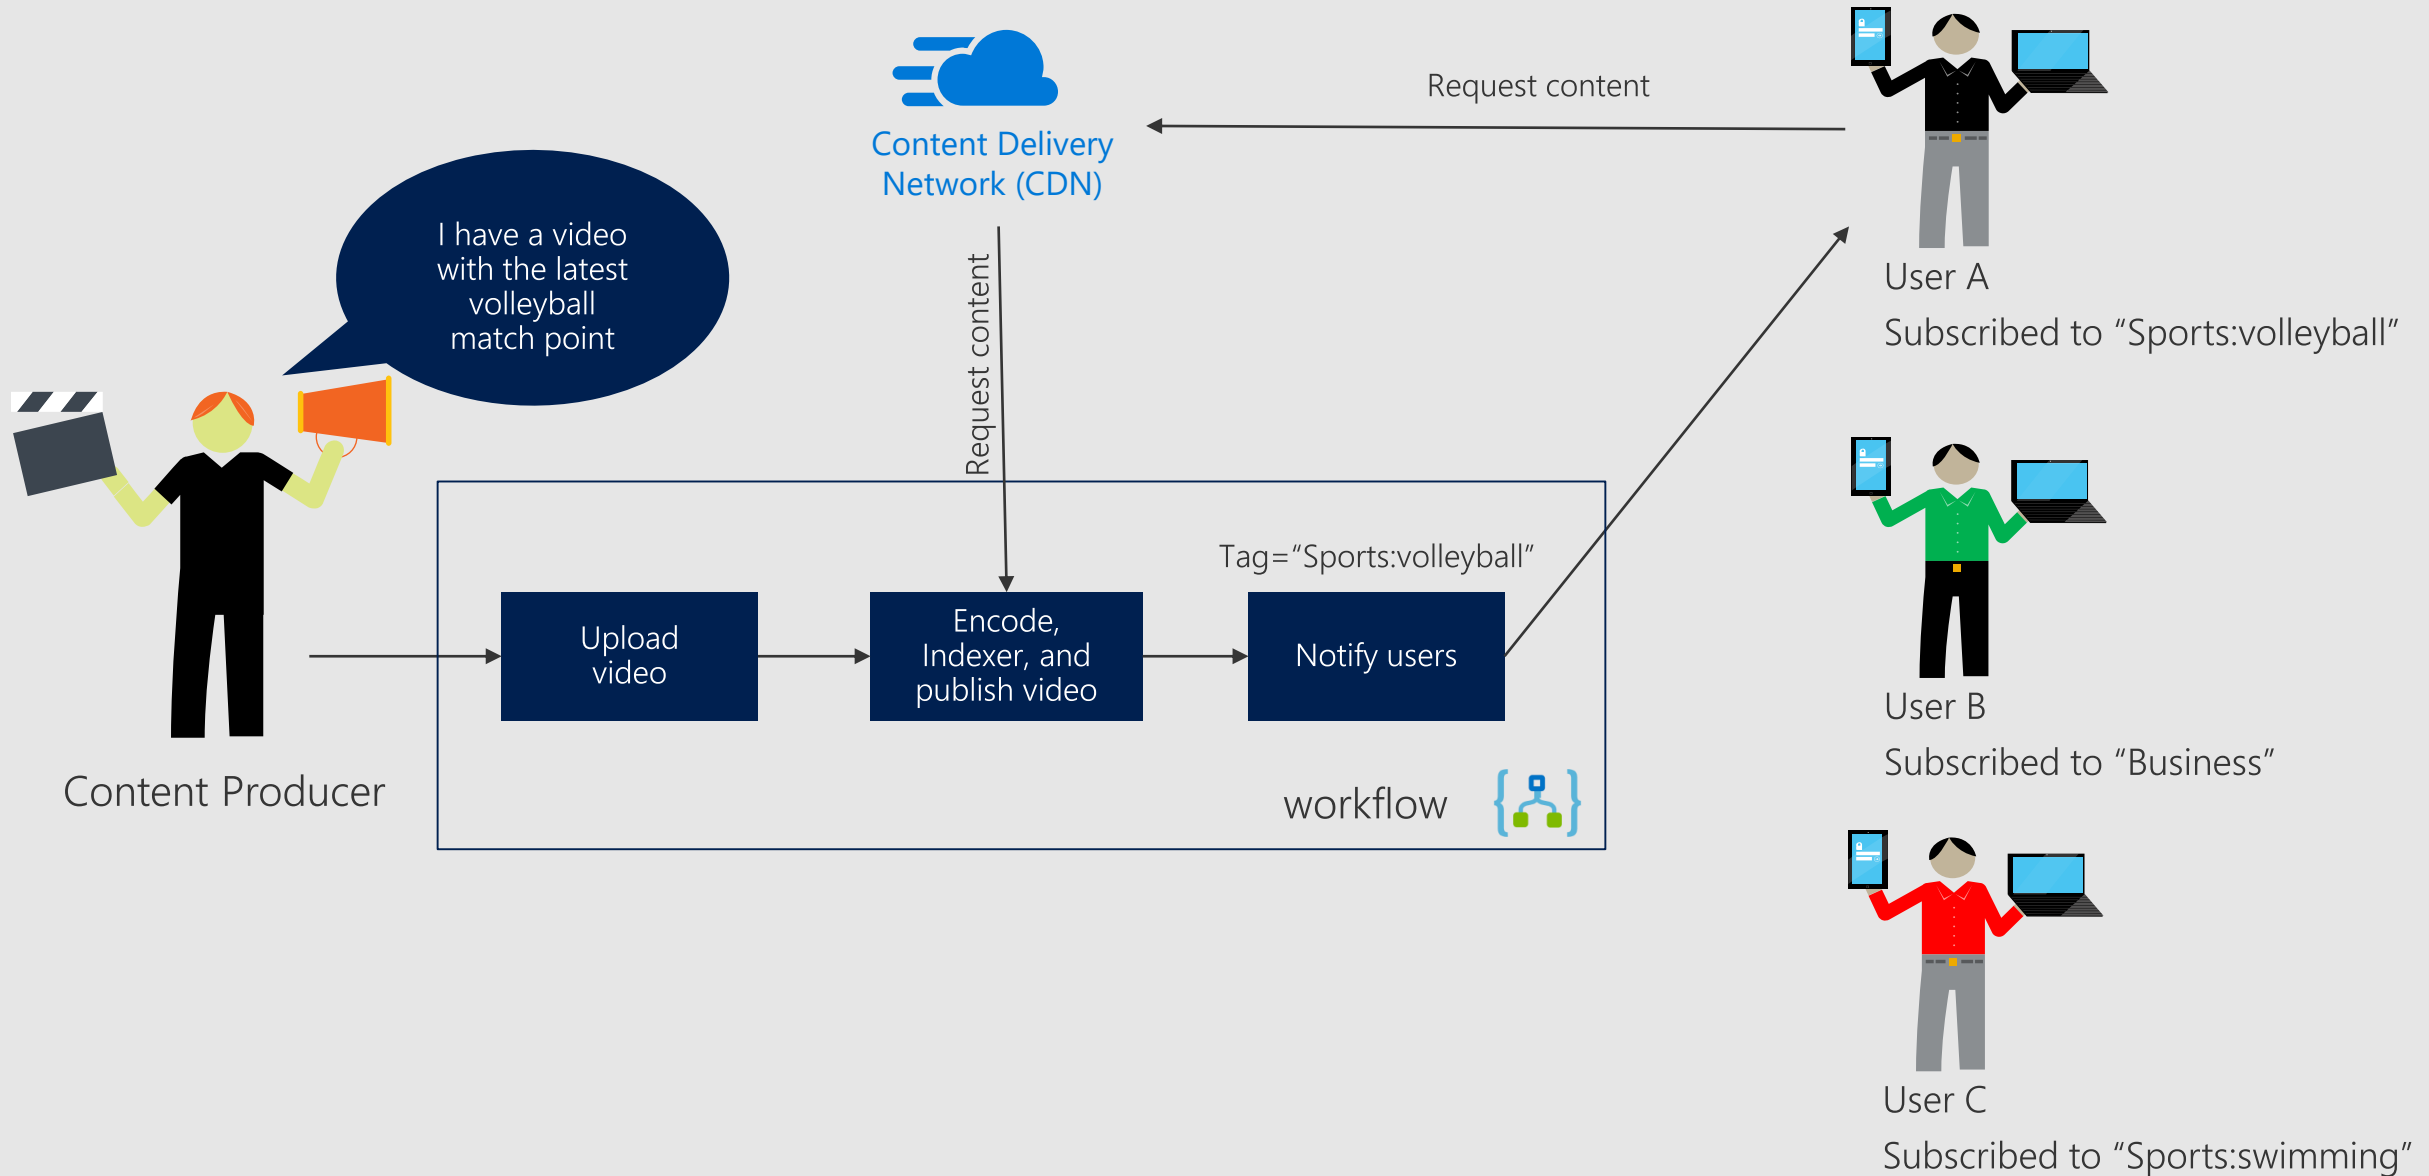 Content Delivery
Network (CDN)
Request content
I have a video
with the latest
volleyball
match point
Request content
User A
Subscribed to “Sports:volleyball”
Tag=“Sports:volleyball”
Upload
video
Encode,
Indexer, and
publish video
Notify users
User B
Subscribed to “Business”
Content Producer
workflow
User C
Subscribed to “Sports:swimming”